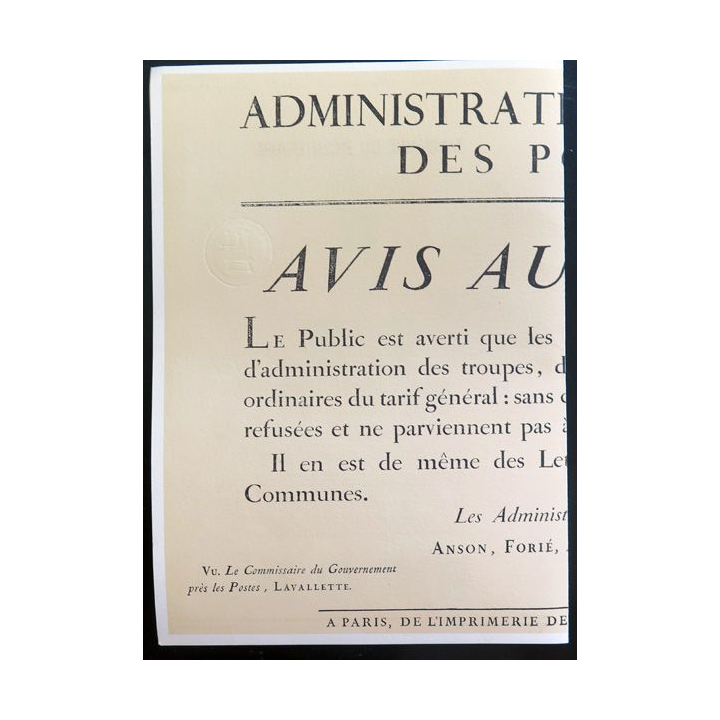 ADMINISTRATI
DES P
AVIS AU
LE Public est averti que les
d'administration des troupes, d
ordinaires du tarif général : sans
refusées et ne parviennent pas à
Il en est de même des Let
Communes.
Les Administ
ANSON, FORIÉ,
VU. Le Commissaire du Gouvernement
près les Postes, LAVALLETTE.
A PARIS, DE L'IMPRIMERIE DE